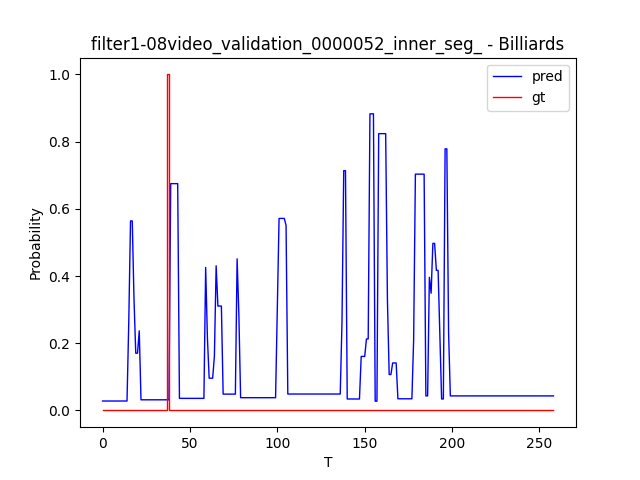 filter1-08video_validation_0000052_inner_seg_ - Billiards
pred
gt
1.0
0.8
0.6
0.4
0.2
0.0
Probability
0
50
100
150
200
250
T